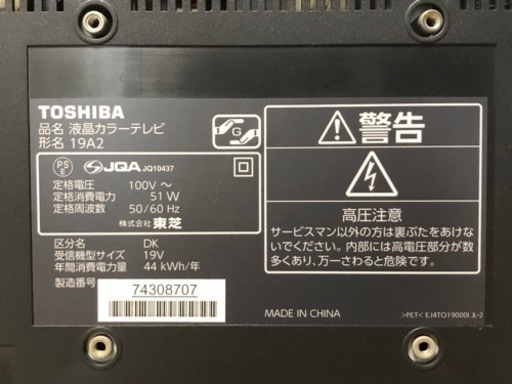 TOSHIBA
品名 液晶カラーテレビ
形名 19A2
G
PS
E
JQA JQ10437
定格電圧 100V ～
定格消費電力 51W
定格周波数 50/60 Hz
株式会社 東芝
区分名 DK
受信機型サイズ 19V
年間消費電力量 44 kWh/年
製造番号
74308707
警告
高圧注意
サービスマン以外の方は裏ぶたをあけな
いでください。内部には高電圧部分が数
多くあり、万一さわると危険です。
MADE IN CHINA
>PET< EJ4TO19000I JL-2